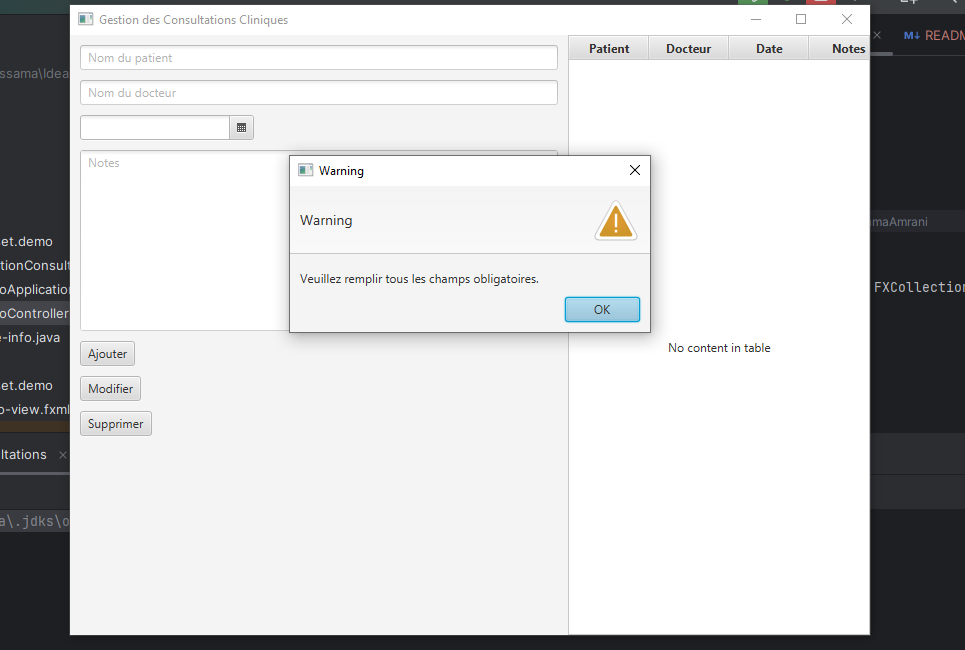 Gestion des Consultations Cliniques
README
ssama\Idea
Nom du patient
Nom du docteur
Notes
Patient Docteur Date Notes
Warning
Warning
Veuillez remplir tous les champs obligatoires.
OK
Ajouter
Modifier
Supprimer
No content in table
et.demo
tionConsult
oApplication
oController
-info.java
et.demo
o-view.fxml
ltations
a\.jdks\o
maAmrani
FXCollection